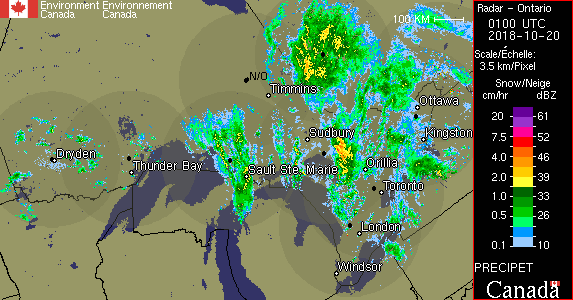 Environment Environnement
Canada Canada
100 KM
N/O
Timmins
Ottawa
Sudbury
Kingston
Dryden
Thunder Bay
Sault Ste. Marie
Orillia
Toronto
London
Windsor
Radar - Ontario
0100 UTC
2018-10-20
Scale/Échelle:
3.5 km/Pixel
Snow/Neige
cm/hr dBZ
20 61
7.5 52
4.0 46
2.0 39
1.0 33
0.5 26
0.1 10
PRECIPET
Canada